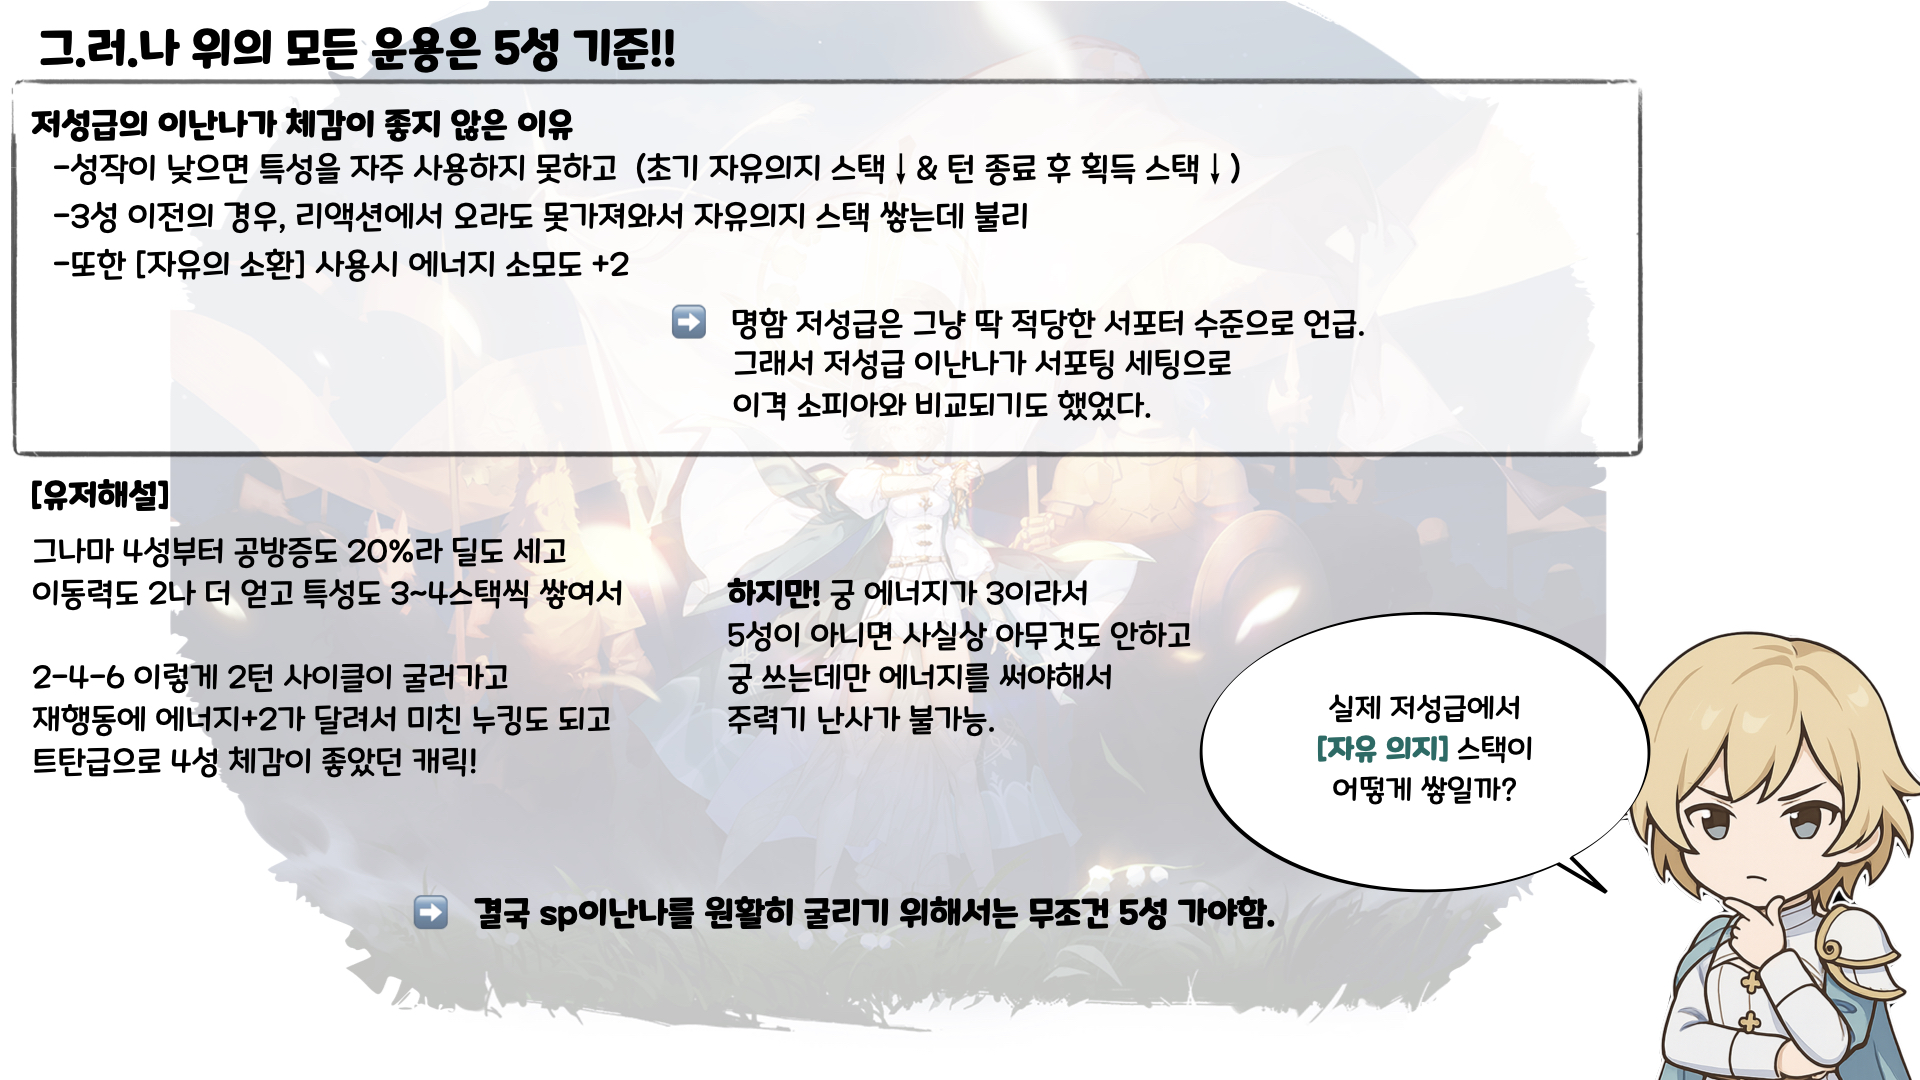 그.러.나 위의 모든 운용은 5성 기준!!
저성급의 이난나가 체감이 좋지 않은 이유
-성작이 낮으면 특성을 자주 사용하지 못하고 (초기 자유의지 스택↓& 턴 종료 후 획득 스택↓)
-3성 이전의 경우, 리액션에서 오라도 못가져와서 자유의지 스택 쌓는데 불리
-또한 [자유의 소환] 사용시 에너지 소모도 +2
➡ 명함 저성급은 그냥 딱 적당한 서포터 수준으로 언급.
그래서 저성급 이난나가 서포팅 세팅으로
이격 소피아와 비교되기도 했었다.
[유저해설]
그나마 4성부터 공방증도 20%라 딜도 세고
이동력도 2나 더 얻고 특성도 3~4스택씩 쌓여서
2-4-6 이렇게 2턴 사이클이 굴러가고
재행동에 에너지+2가 달려서 미친 누킹도 되고
트탄급으로 4성 체감이 좋았던 캐릭!
하지만! 궁 에너지가 3이라서
5성이 아니면 사실상 아무것도 안하고
궁 쓰는데만 에너지를 써야해서
주력기 난사가 불가능.
실제 저성급에서
[자유 의지] 스택이
어떻게 쌓일까?
➡ 결국 sp이난나를 원활히 굴리기 위해서는 무조건 5성 가야함.